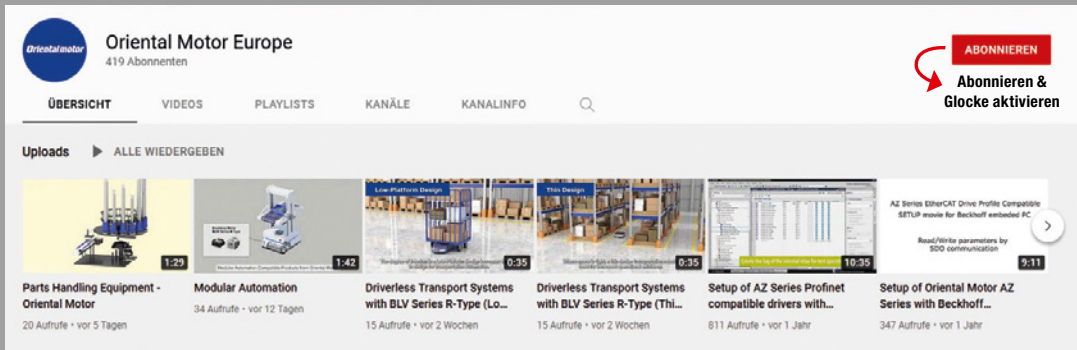 Orientalmotor
Oriental Motor Europe
419 Abonnenten
ABONNIEREN
Abonnieren &
Glocke aktivieren
ÜBERSICHT VIDEOS PLAYLISTS KANÄLE KANALINFO
Uploads ALLE WIEDERGEBEN
1:29
Modular Automation Compatible Products from Oriental
1:42
Low-Platform Design
0:35
Thin Design
0:35
10:35
AZ Series EtherCAT Drive Profile Compatible
SETUP movie for Beckhoff embeded PC
Read/Write parameters by
SDO communication
9:11
Parts Handling Equipment -
Oriental Motor
20 Aufrufe • vor 5 Tagen
Modular Automation
34 Aufrufe • vor 12 Tagen
Driverless Transport Systems
with BLV Series R-Type (Lo...
15 Aufrufe • vor 2 Wochen
Driverless Transport Systems
with BLV Series R-Type (Thi...
15 Aufrufe • vor 2 Wochen
Setup of AZ Series Profinet
compatible drivers with...
811 Aufrufe • vor 1 Jahr
Setup of Oriental Motor AZ
Series with Beckhoff...
347 Aufrufe • vor 1 Jahr